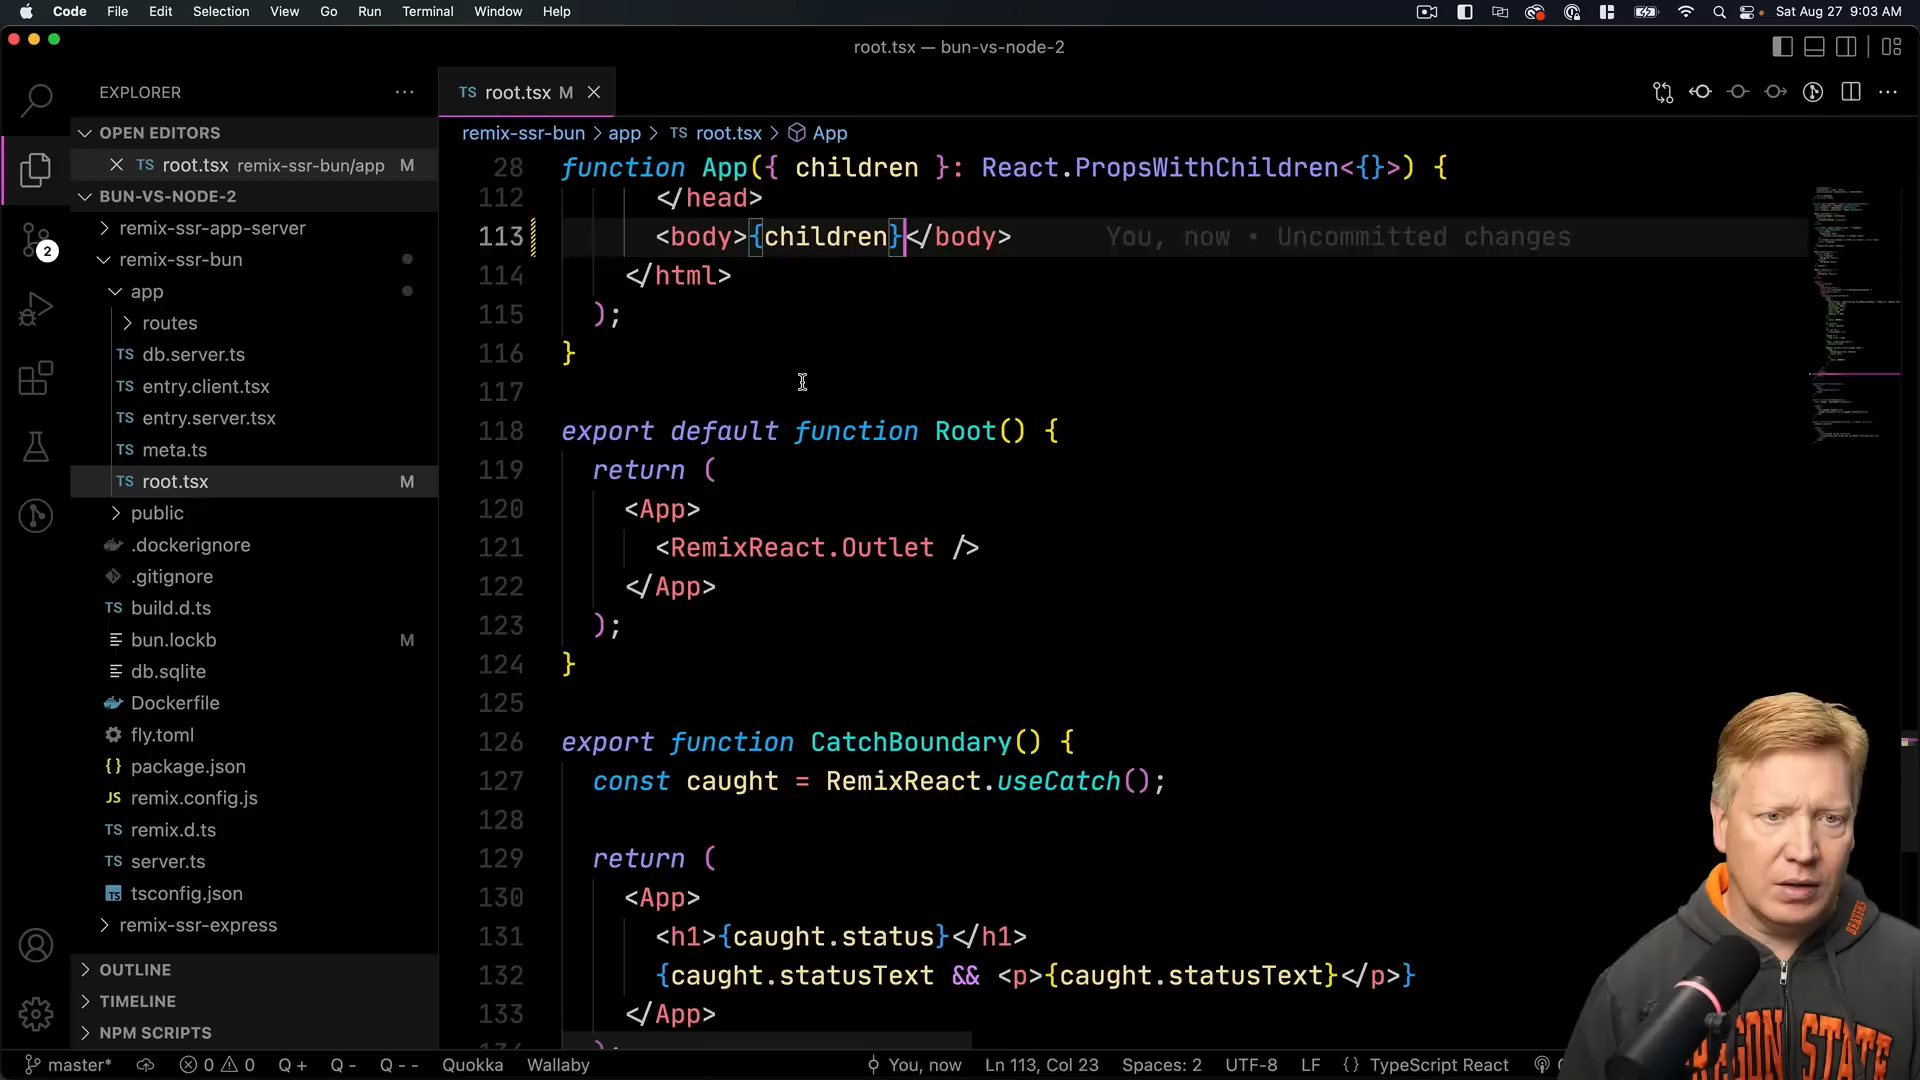 Code File Edit Selection View Go Run Terminal Window Help Sat Aug 27 9:03 AM
root.tsx — bun-vs-node-2
EXPLORER
TS root.tsx M
OPEN EDITORS
TS root.tsx remix-ssr-bun/app M
BUN-VS-NODE-2
remix-ssr-app-server
2
remix-ssr-bun
app
routes
TS db.server.ts
TS entry.client.tsx
TS entry.server.tsx
TS meta.ts
TS root.tsx M
public
.dockerignore
.gitignore
TS build.d.ts
bun.lockb M
db.sqlite
Dockerfile
fly.toml
{} package.json
JS remix.config.js
TS remix.d.ts
TS server.ts
TS tsconfig.json
remix-ssr-express
OUTLINE
TIMELINE
NPM SCRIPTS
remix-ssr-bun > app > TS root.tsx > App
28 function App({ children }: React.PropsWithChildren<{}>) {
112 </head>
113 <body>{children}</body> You, now • Uncommitted changes
114 </html>
115 );
116 }
117
118 export default function Root() {
119 return (
120 <App>
121 <RemixReact.Outlet />
122 </App>
123 );
124 }
125
126 export function CatchBoundary() {
127 const caught = RemixReact.useCatch();
128
129 return (
130 <App>
131 <h1>{caught.status}</h1>
132 {caught.statusText && <p>{caught.statusText}</p>}
133 </App>
BEAVERS
STATE
master* 0 0 Q + Q - Q - - Quokka Wallaby You, now Ln 113, Col 23 Spaces: 2 UTF-8 LF {} TypeScript React